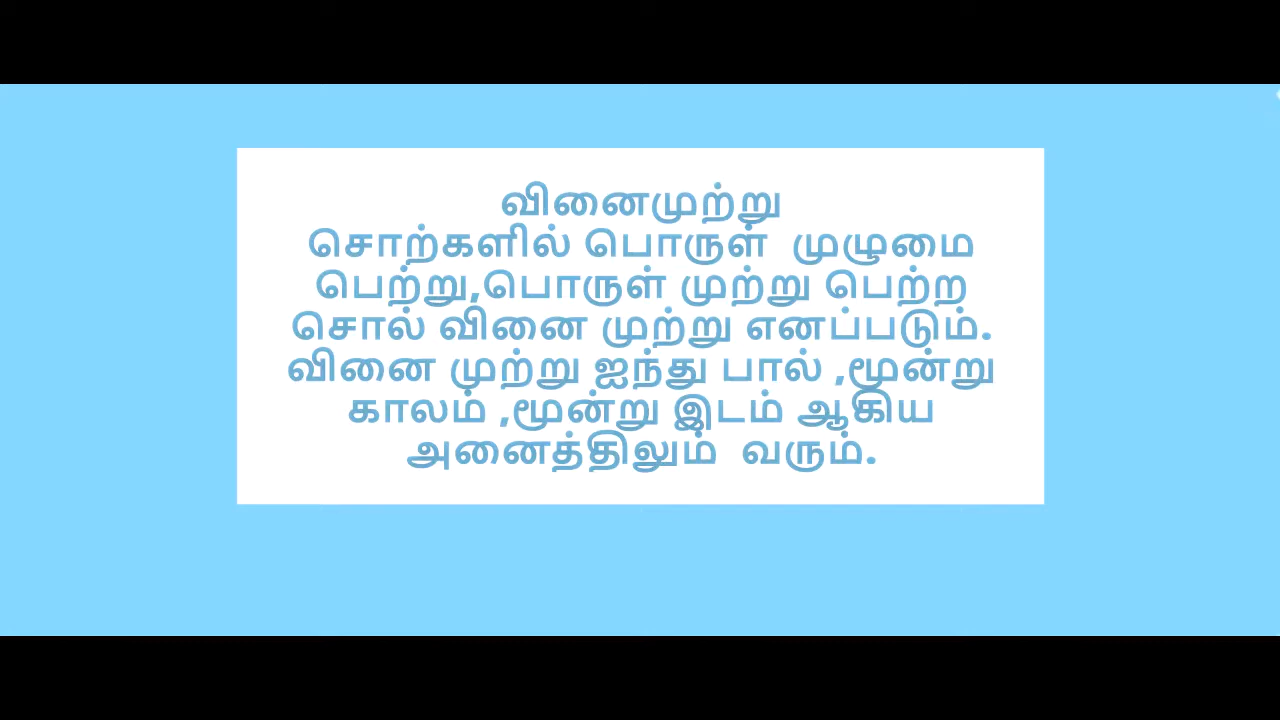 வினைமுற்று
சொற்களில் பொருள்  முழுமை
பெற்று,பொருள் முற்று பெற்ற
சொல் வினை முற்று எனப்படும்.
வினை முற்று ஐந்து பால் ,மூன்று
காலம் ,மூன்று இடம் ஆகிய
அனைத்திலும்  வரும்.